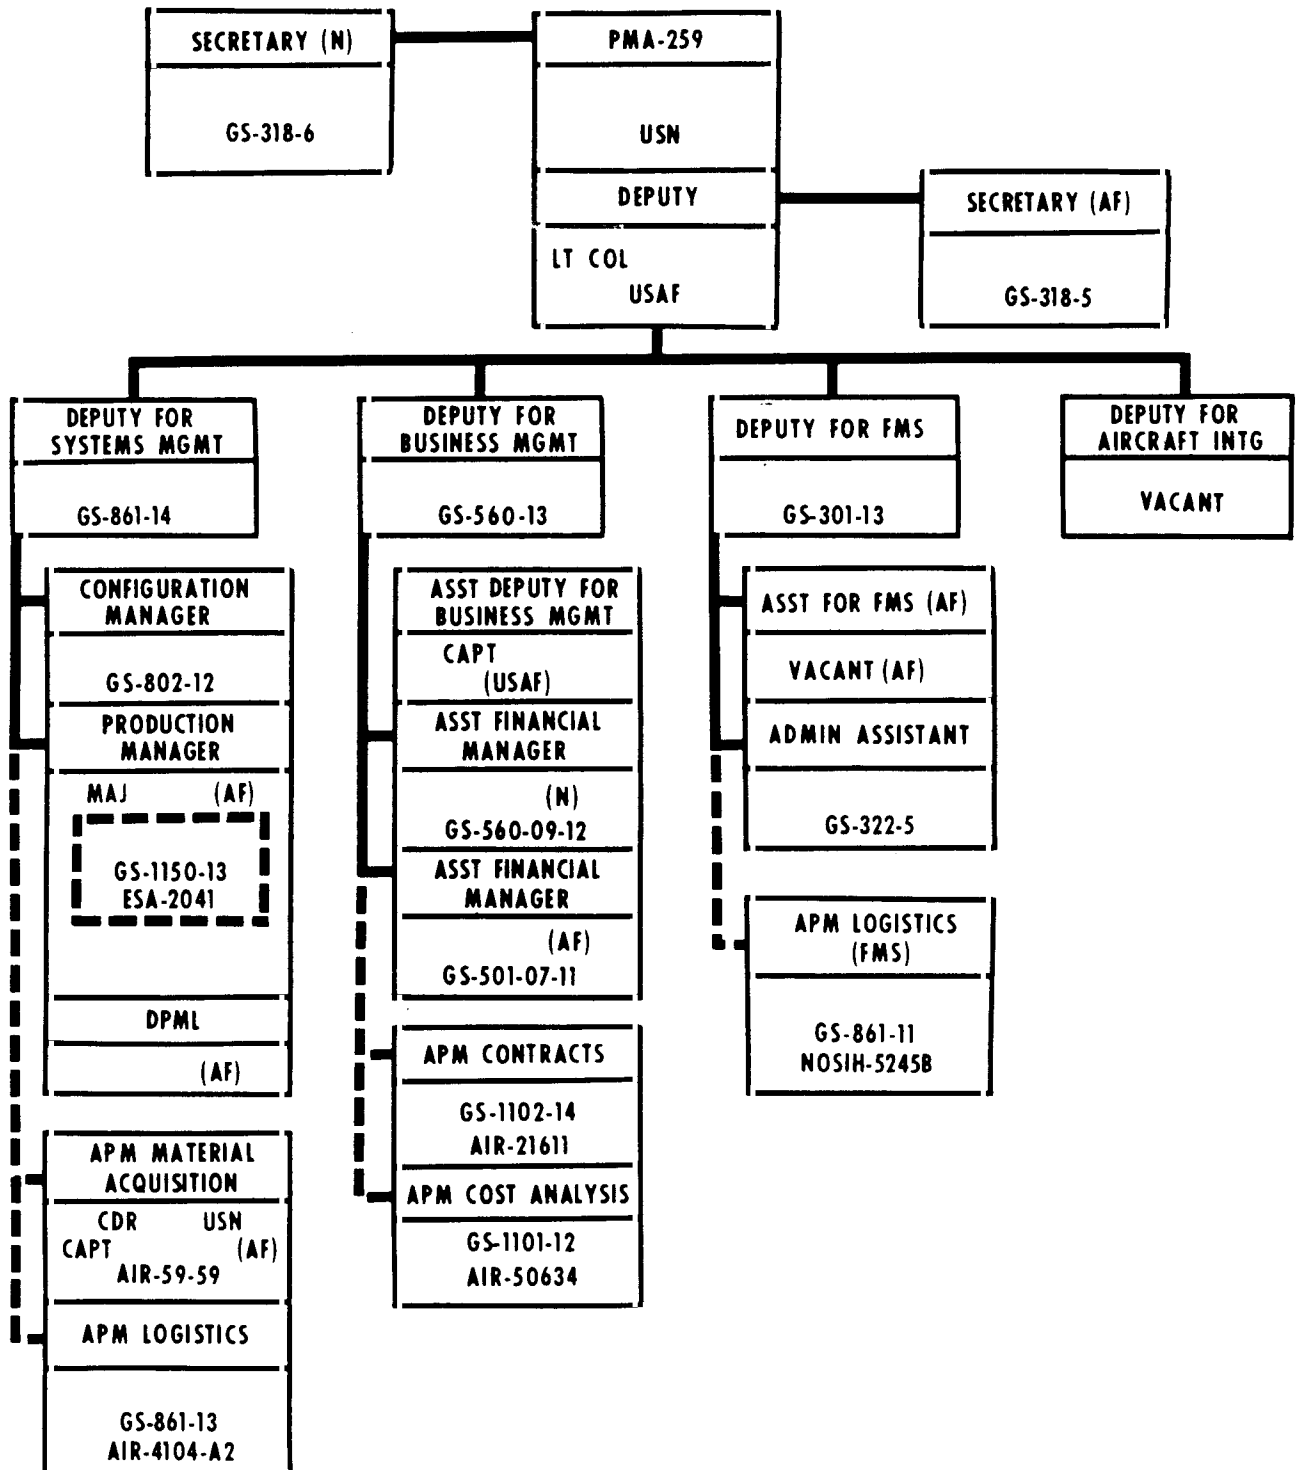 SECRETARY (N)
GS-318-6
PMA-259
USN
DEPUTY
LT COL
USAF
SECRETARY (AF)
GS-318-5
DEPUTY FOR
SYSTEMS MGMT
GS-861-14
DEPUTY FOR
BUSINESS MGMT
GS-560-13
DEPUTY FOR FMS
GS-301-13
DEPUTY FOR
AIRCRAFT INTG
VACANT
CONFIGURATION
MANAGER
GS-802-12
PRODUCTION
MANAGER
MAJ (AF)
GS-1150-13
ESA-2041
DPML
(AF)
APM MATERIAL
ACQUISITION
CDR USN
CAPT (AF)
AIR-59-59
APM LOGISTICS
GS-861-13
AIR-4104-A2
ASST DEPUTY FOR
BUSINESS MGMT
CAPT
(USAF)
ASST FINANCIAL
MANAGER
(N)
GS-560-09-12
ASST FINANCIAL
MANAGER
(AF)
GS-501-07-11
APM CONTRACTS
GS-1102-14
AIR-21611
APM COST ANALYSIS
GS-1101-12
AIR-50634
ASST FOR FMS (AF)
VACANT (AF)
ADMIN ASSISTANT
GS-322-5
APM LOGISTICS
(FMS)
GS-861-11
NOSIH-5245B